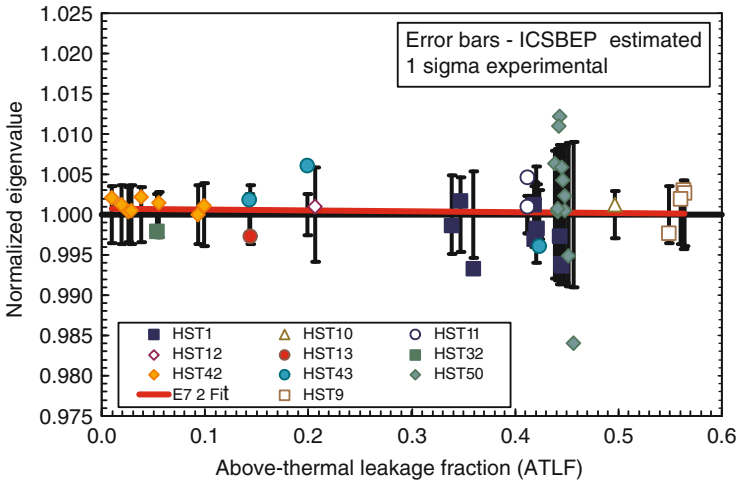 1.025
1.020
1.015
1.010
1.005
1.000
0.995
0.990
0.985
0.980
0.975
Normalized eigenvalue
Error bars - ICSBEP estimated
1 sigma experimental
HST1
HST10
HST11
HST12
HST13
HST32
HST42
HST43
HST50
E7 2 Fit
HST9
0.0
0.1
0.2
0.3
0.4
0.5
0.6
Above-thermal leakage fraction (ATLF)